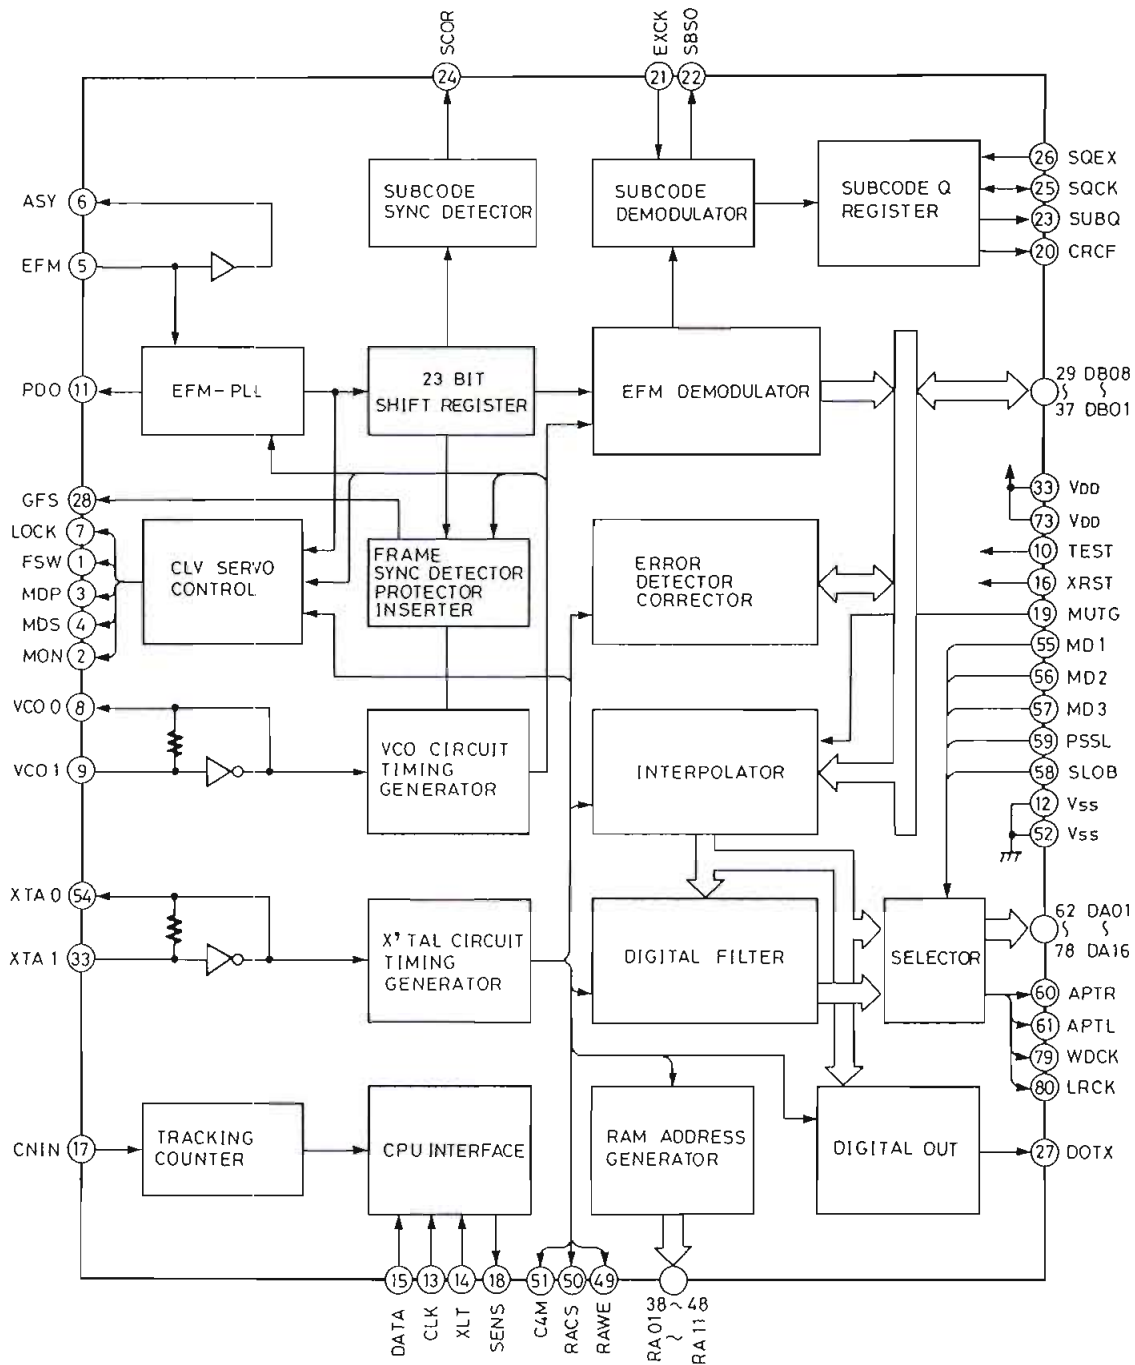 SCOR
24
EXCK
21
SBSO
22
ASY 6
EFM 5
PDO 11
GFS 28
LOCK 7
FSW 1
MDP 3
MDS 4
MON 2
VCO 0 8
VCO 1 9
XTA 0 54
XTA 1 33
CNIN 17
SUBCODE
SYNC DETECTOR
SUBCODE
DEMODULATOR
SUBCODE Q
REGISTER
EFM-PLL
23 BIT
SHIFT REGISTER
EFM DEMODULATOR
CLV SERVO
CONTROL
FRAME
SYNC DETECTOR
PROTECTOR
INSERTER
ERROR
DETECTOR
CORRECTOR
VCO CIRCUIT
TIMING
GENERATOR
INTERPOLATOR
X'TAL CIRCUIT
TIMING
GENERATOR
DIGITAL FILTER
SELECTOR
TRACKING
COUNTER
CPU INTERFACE
RAM ADDRESS
GENERATOR
DIGITAL OUT
26 SQEX
25 SQCK
23 SUBQ
20 CRCF
29 DB08
~ ~
37 DB01
33 VDD
73 VDD
10 TEST
16 XRST
19 MUTG
55 MD1
56 MD2
57 MD3
59 PSSL
58 SLOB
12 Vss
52 Vss
62 DA01
~ ~
78 DA16
60 APTR
61 APTL
79 WDCK
80 LRCK
27 DOTX
15 DATA
13 CLK
14 XLT
18 SENS
51 C4M
50 RACS
49 RAWE
38 ~ 48
RA01 ~ RA11